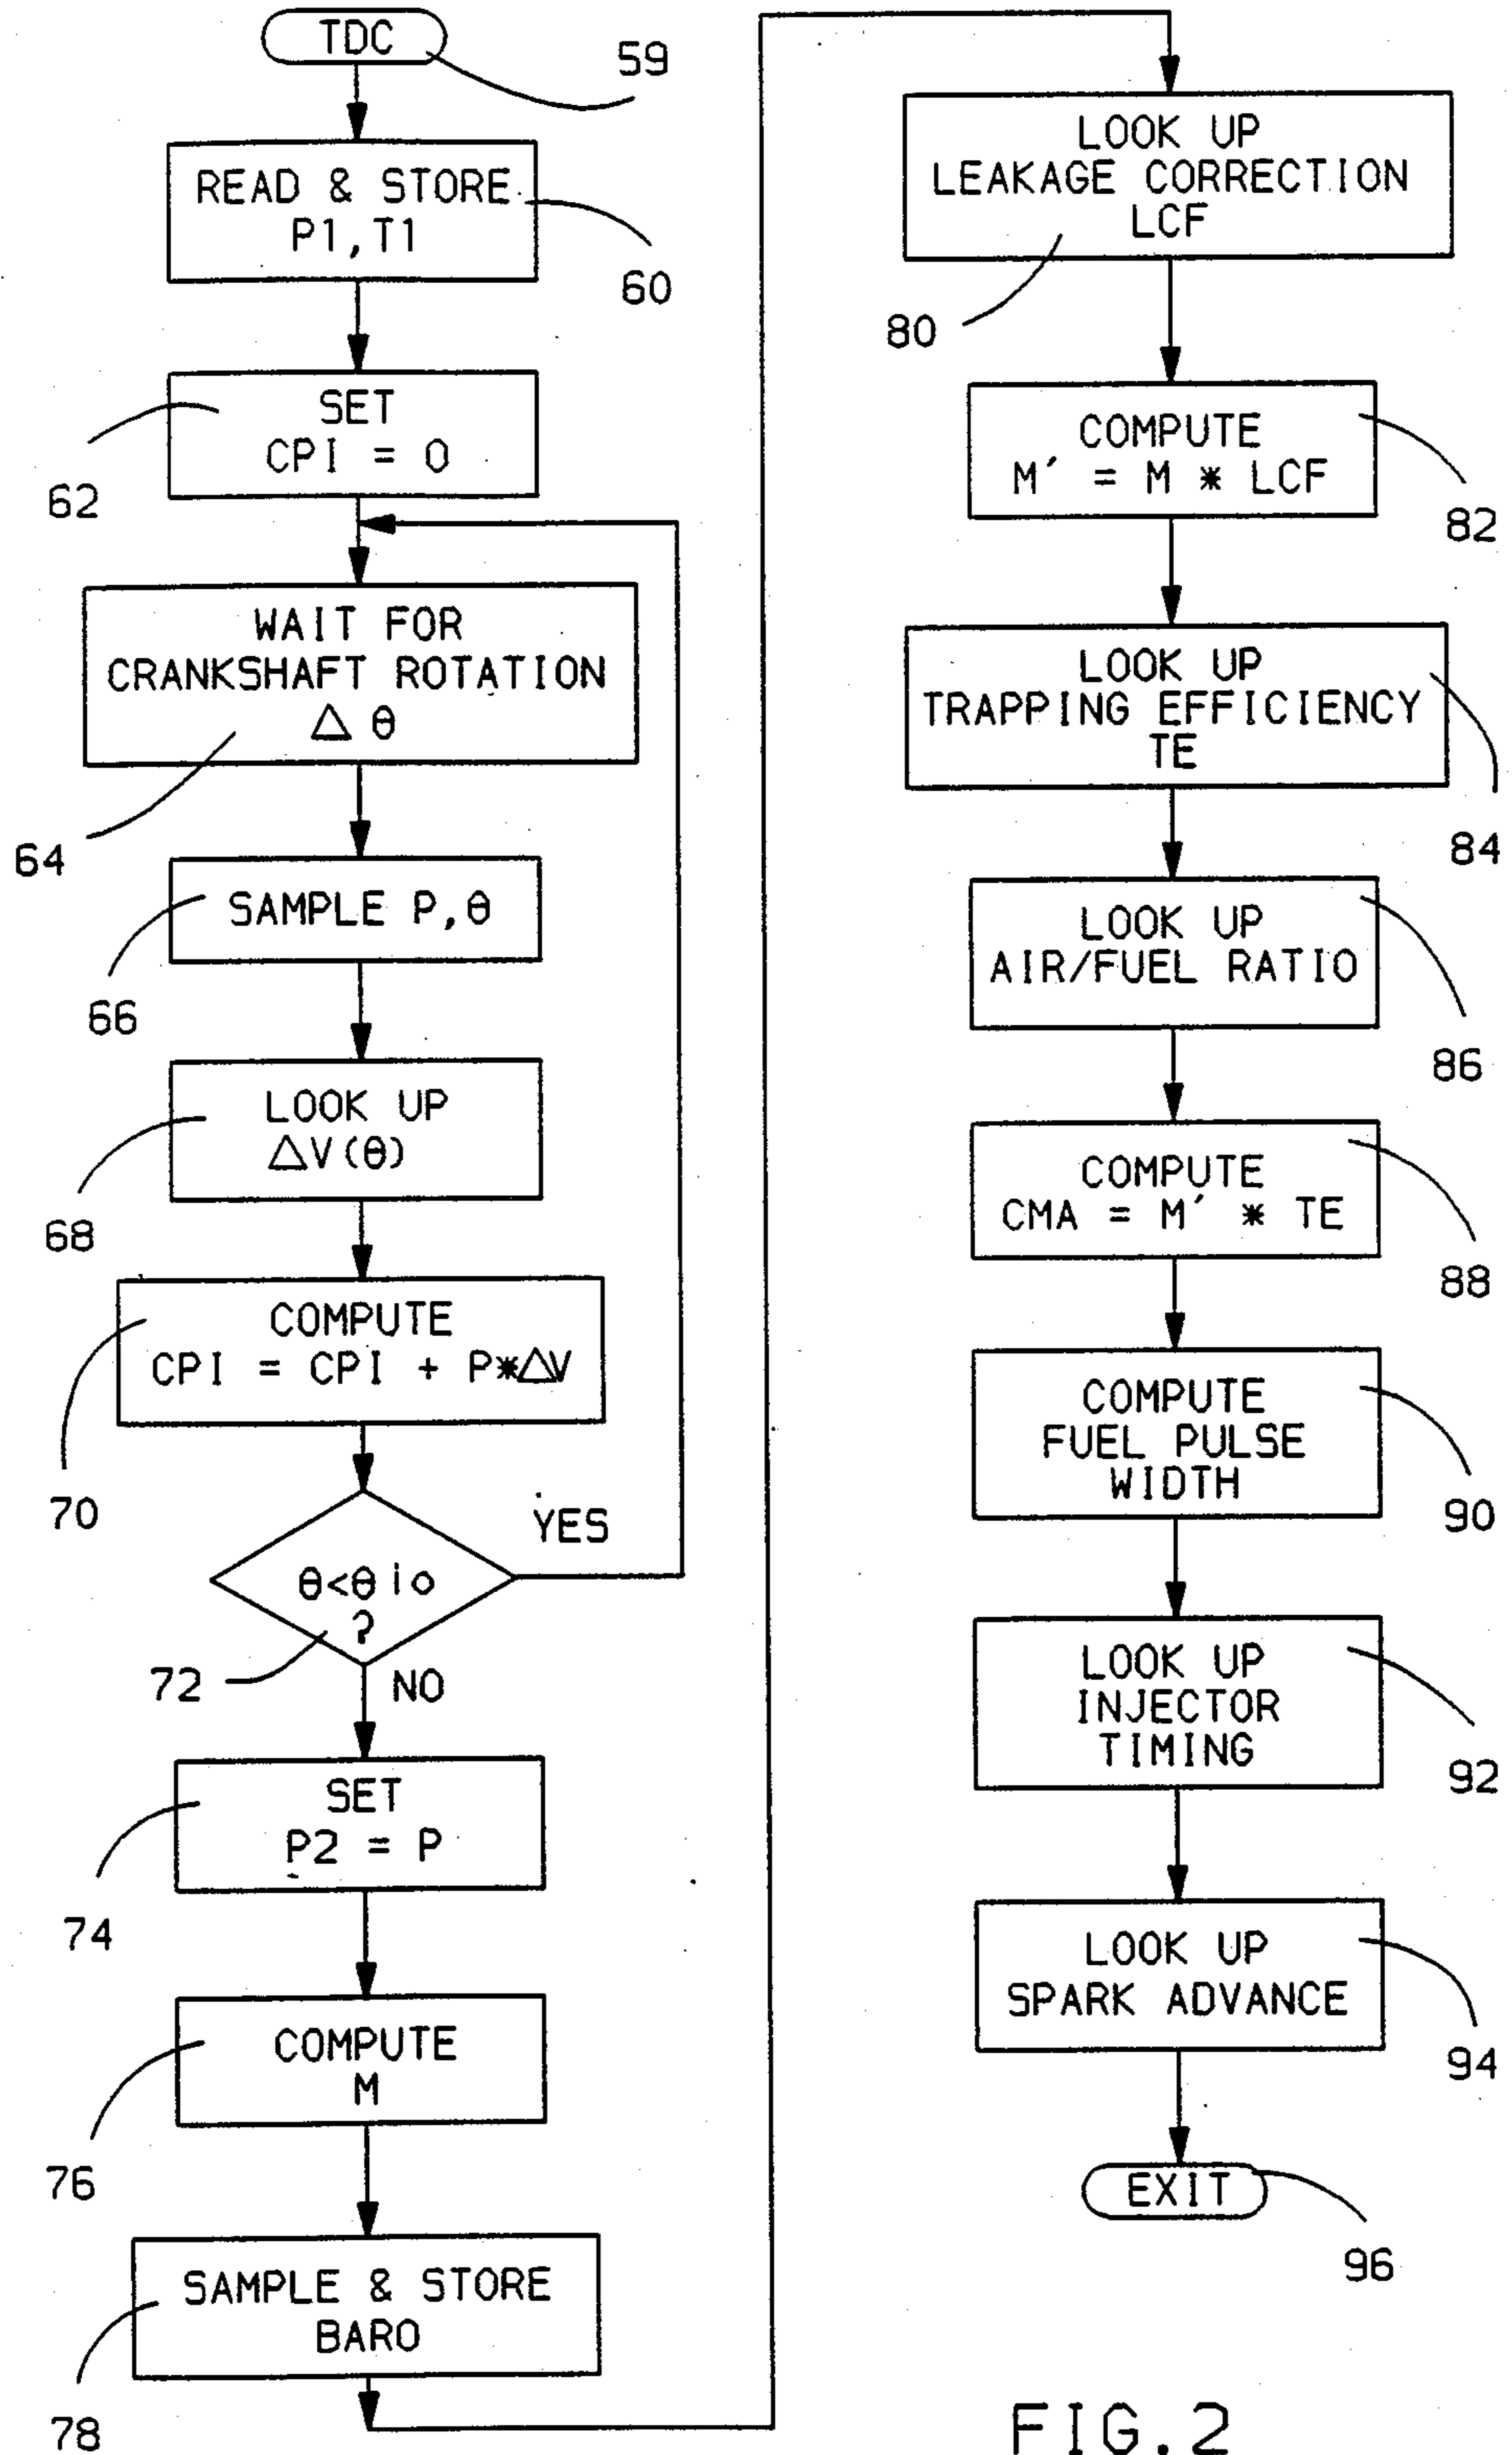 TDC
59
READ & STORE
P1,T1
60
SET
CPI = 0
62
WAIT FOR
CRANKSHAFT ROTATION
△ θ
64
SAMPLE P,θ
66
LOOK UP
△V(θ)
68
COMPUTE
CPI = CPI + P*△V
70
YES
θ<θio
?
72
NO
SET
P2 = P
74
COMPUTE
M
76
SAMPLE & STORE
BARO
78
LOOK UP
LEAKAGE CORRECTION
LCF
80
COMPUTE
M′ = M * LCF
82
LOOK UP
TRAPPING EFFICIENCY
TE
84
LOOK UP
AIR/FUEL RATIO
86
COMPUTE
CMA = M′ * TE
88
COMPUTE
FUEL PULSE
WIDTH
90
LOOK UP
INJECTOR
TIMING
92
LOOK UP
SPARK ADVANCE
94
EXIT
96
FIG.2